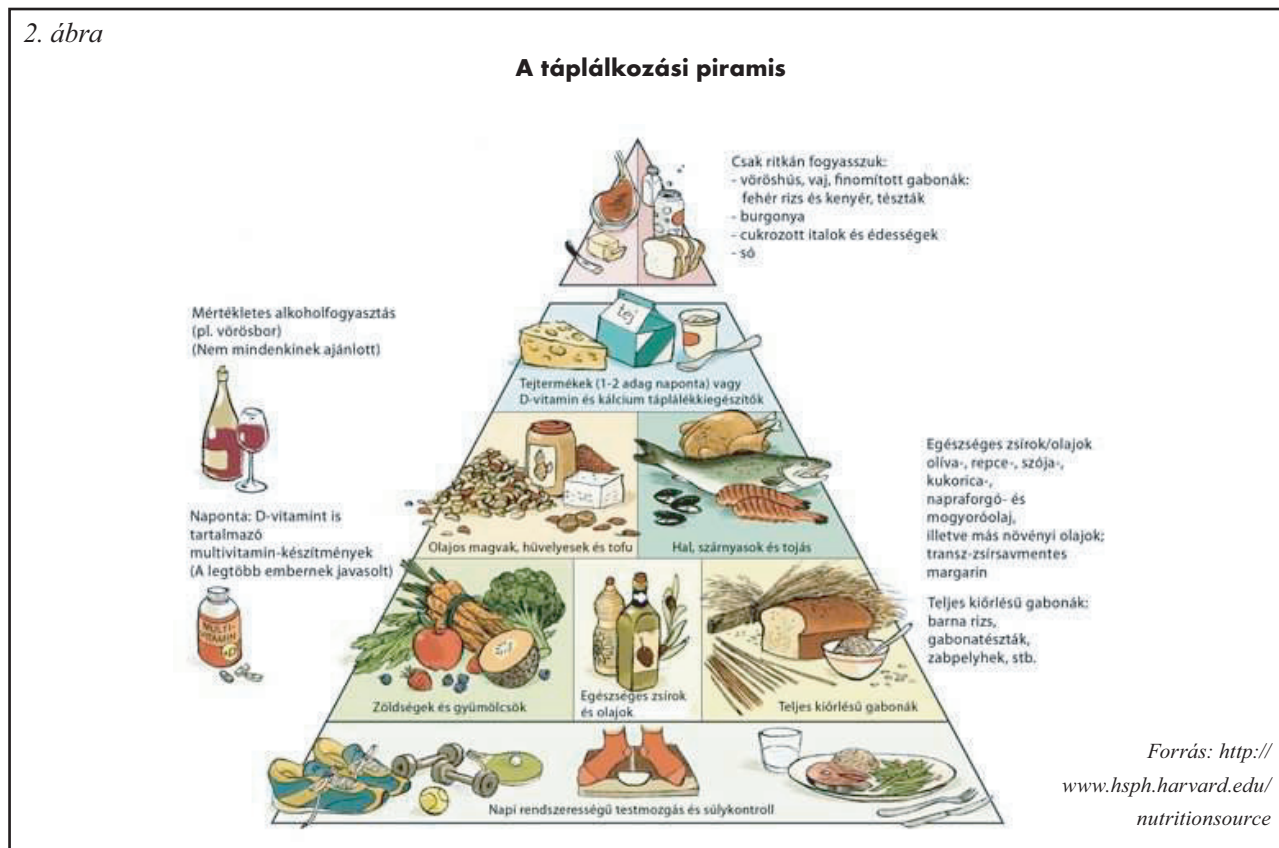 2. ábra
A táplálkozási piramis
Csak ritkán fogyasszuk:
- vöröshús, vaj, finomított gabonák:
fehér rizs és kenyér, tészták
- burgonya
- cukrozott italok és édességek
- só
Mértékletes alkoholfogyasztás
(pl. vörösbor)
(Nem mindenkinek ajánlott)
tej
Tejtermékek (1-2 adag naponta) vagy
D-vitamin és kálcium táplálékkiegészítők
Naponta: D-vitamint is
tartalmazó
multivitamin-készítmények
(A legtöbb embernek javasolt)
MULTI-
VITAMIN
+D
Olajos magvak, hüvelyesek és tofu
Hal, szárnyasok és tojás
Egészséges zsírok/olajok
olíva-, repce-, szója-,
kukorica-,
napraforgó- és
mogyoróolaj,
illetve más növényi olajok;
transz-zsírsavmentes
margarin
Teljes kiőrlésű gabonák:
barna rizs,
gabonatészták,
zabpelyhek, stb.
Zöldségek és gyümölcsök
Egészséges zsírok
és olajok
Teljes kiőrlésű gabonák
Napi rendszerességű testmozgás és súlykontroll
Forrás: http://
www.hsph.harvard.edu/
nutritionsource